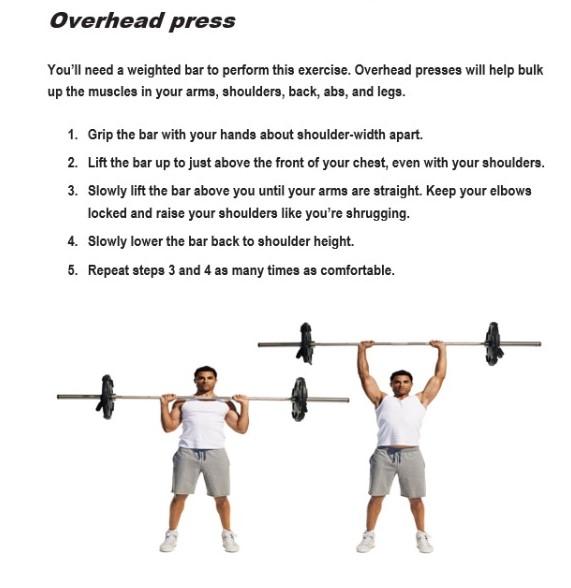 Overhead press
You'll need a weighted bar to perform this exercise. Overhead presses will help bulk
up the muscles in your arms, shoulders, back, abs, and legs.
1. Grip the bar with your hands about shoulder-width apart.
2. Lift the bar up to just above the front of your chest, even with your shoulders.
3. Slowly lift the bar above you until your arms are straight. Keep your elbows
locked and raise your shoulders like you're shrugging.
4. Slowly lower the bar back to shoulder height.
5. Repeat steps 3 and 4 as many times as comfortable.